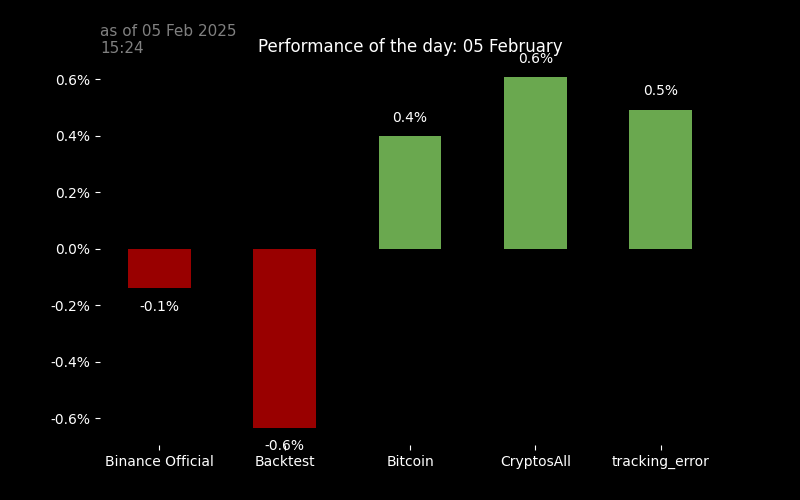 as of 05 Feb 2025
15:24
Performance of the day: 05 February
0.6%
0.4%
0.2%
0.0%
-0.2%
-0.4%
-0.6%
-0.1%
-0.6%
0.4%
0.6%
0.5%
Binance Official
Backtest
Bitcoin
CryptosAll
tracking_error